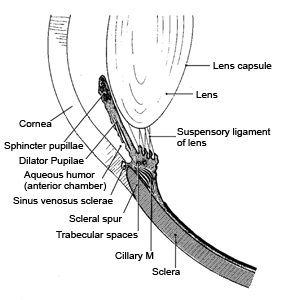 Lens capsule
Lens
Cornea
Suspensory ligament
of lens
Sphincter pupillae
Dilator Pupilae
Aqueous humor
(anterior chamber)
Sinus venosus sclerae
Scleral spur
Trabecular spaces
Cillary M
Sclera